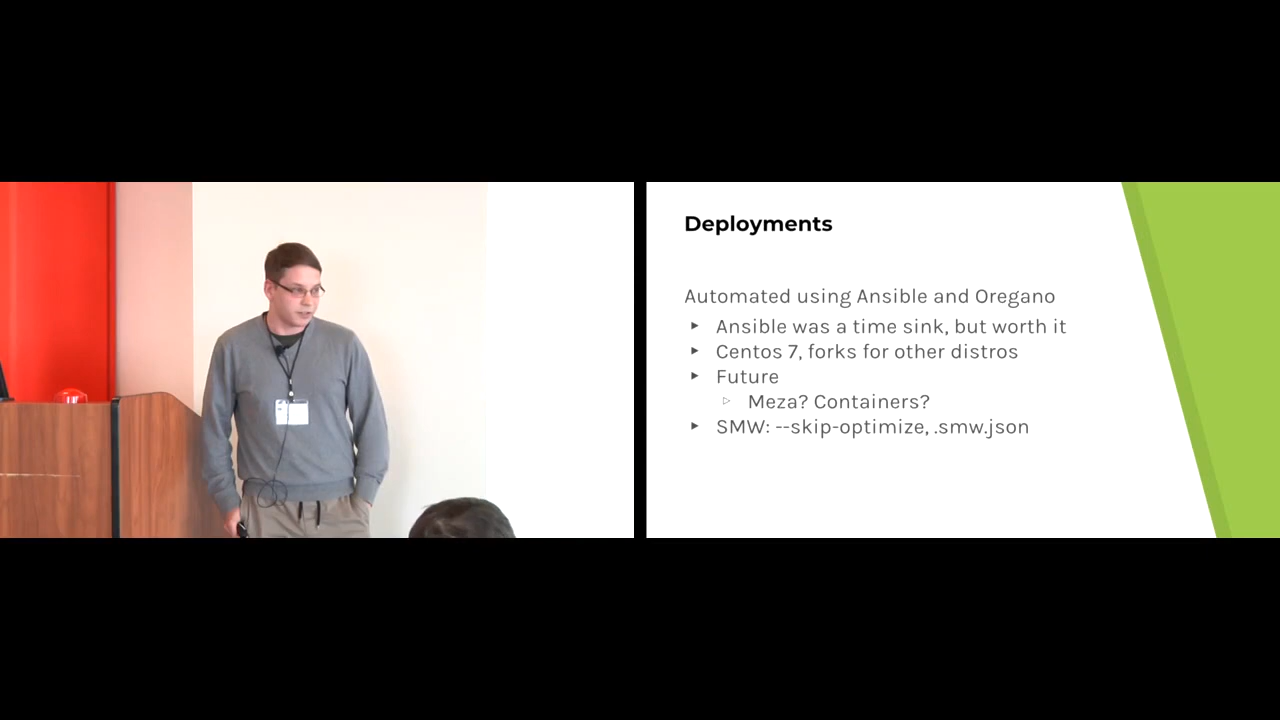 Deployments
Automated using Ansible and Oregano
Ansible was a time sink, but worth it
Centos 7, forks for other distros
Future
Meza? Containers?
SMW: --skip-optimize, .smw.json